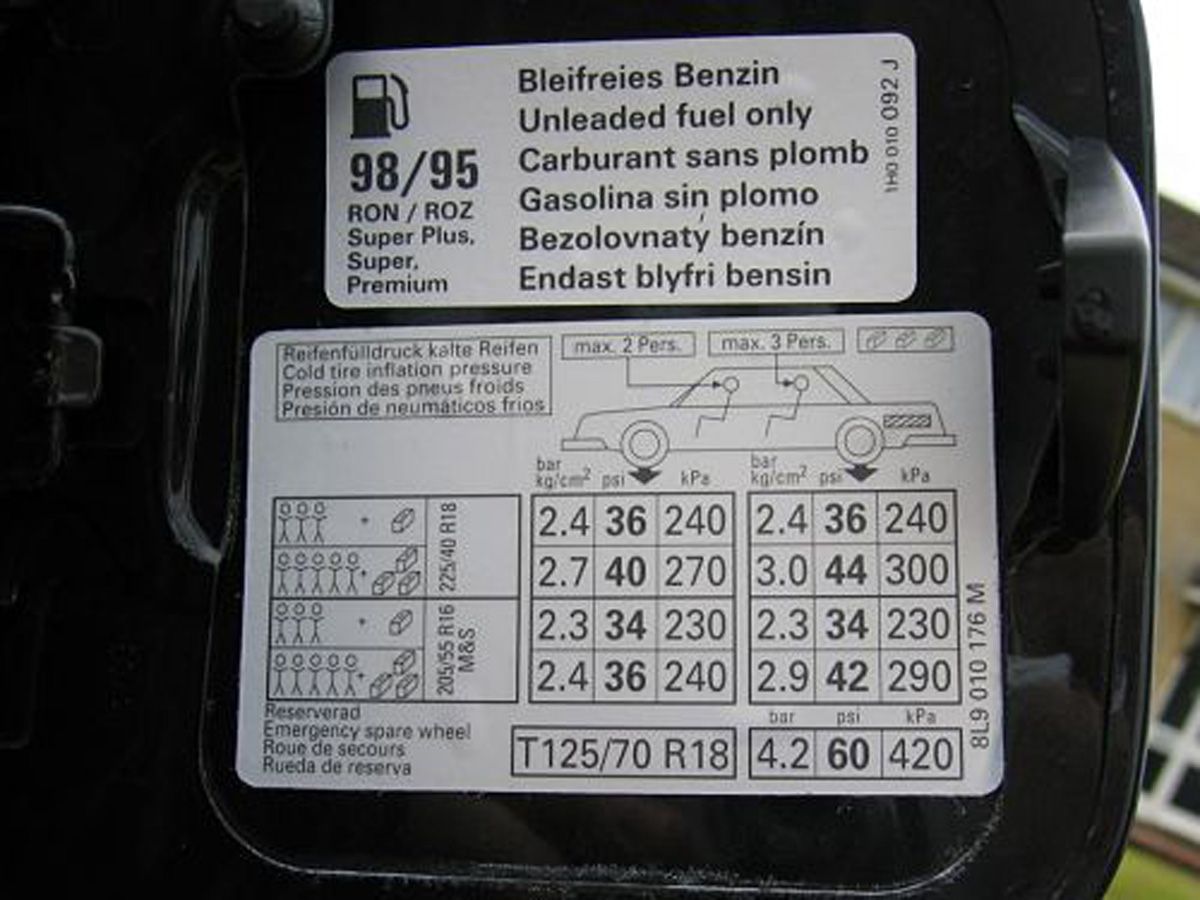 Bleifreies Benzin
Unleaded fuel only
Carburant sans plomb
Gasolina sin plomo
Bezolovnatý benzín
Endast blyfri bensin
98/95
RON / ROZ
Super Plus,
Super,
Premium
1H0 010 092 J
Reifenfülldruck kalte Reifen
Cold tire inflation pressure
Pression des pneus froids
Presión de neumáticos frios
max. 2 Pers.
max. 3 Pers.
bar
kg/cm² psi kPa
bar
kg/cm² psi kPa
225/40 R18
+ 2.4 36 240 2.4 36 240
+ 2.7 40 270 3.0 44 300
205/55 R16
M&S
+ 2.3 34 230 2.3 34 230
+ 2.4 36 240 2.9 42 290
Reserverad
Emergency spare wheel
Roue de secours
Rueda de reserva
bar psi kPa
T125/70 R18 4.2 60 420
8L9 010 176 M